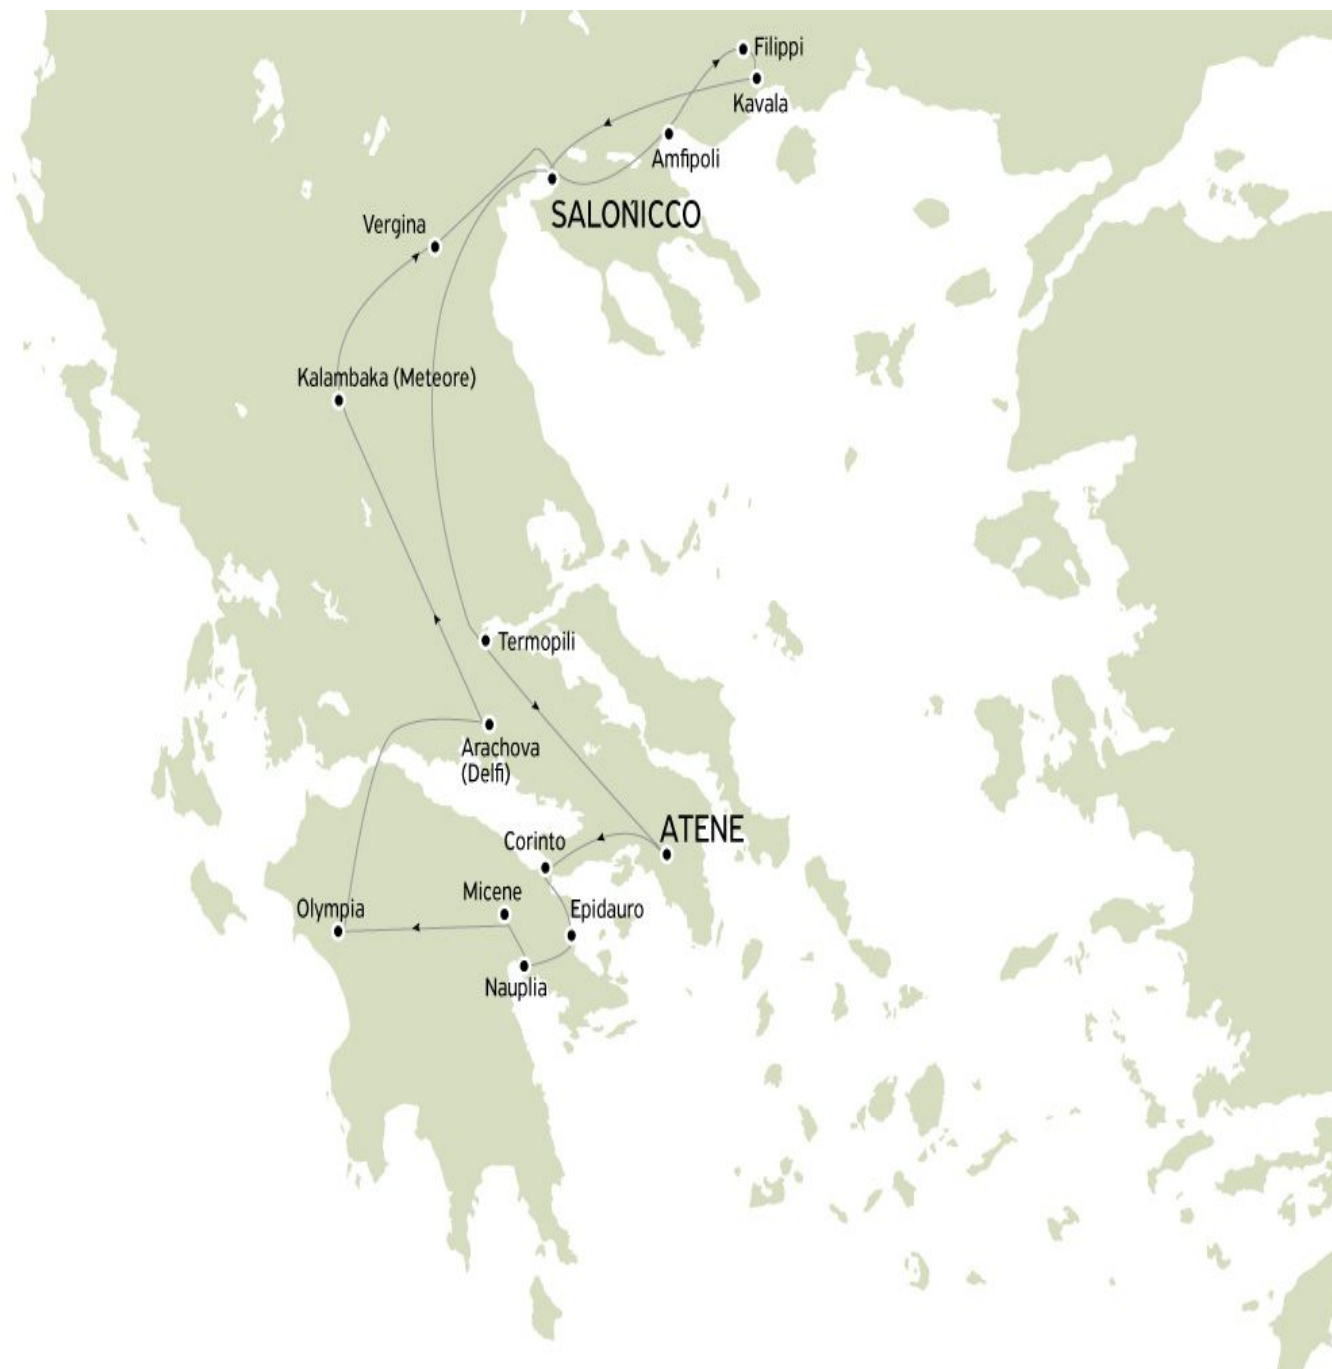 Filippi
Kavala
Amfipoli
SALONICCO
Vergina
Kalambaka (Meteore)
Termopili
Arachova
(Delfi)
ATENE
Corinto
Micene
Epidauro
Olympia
Nauplia